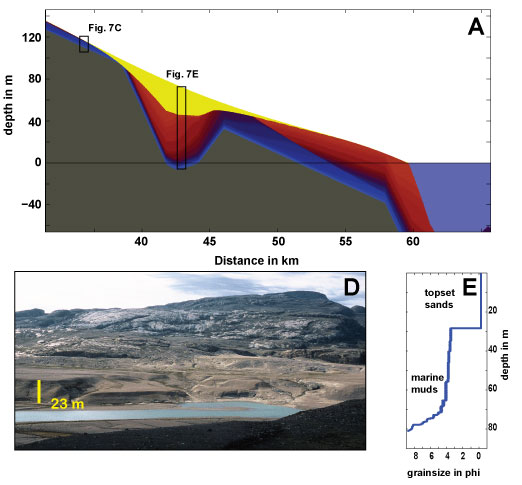 A
Fig. 7C
Fig. 7E
depth in m
120
80
40
0
−40
40
45
50
55
60
Distance in km
D
23 m
E
topset
sands
marine
muds
20
40
60
80
depth in m
8
6
4
2
0
grainsize in phi